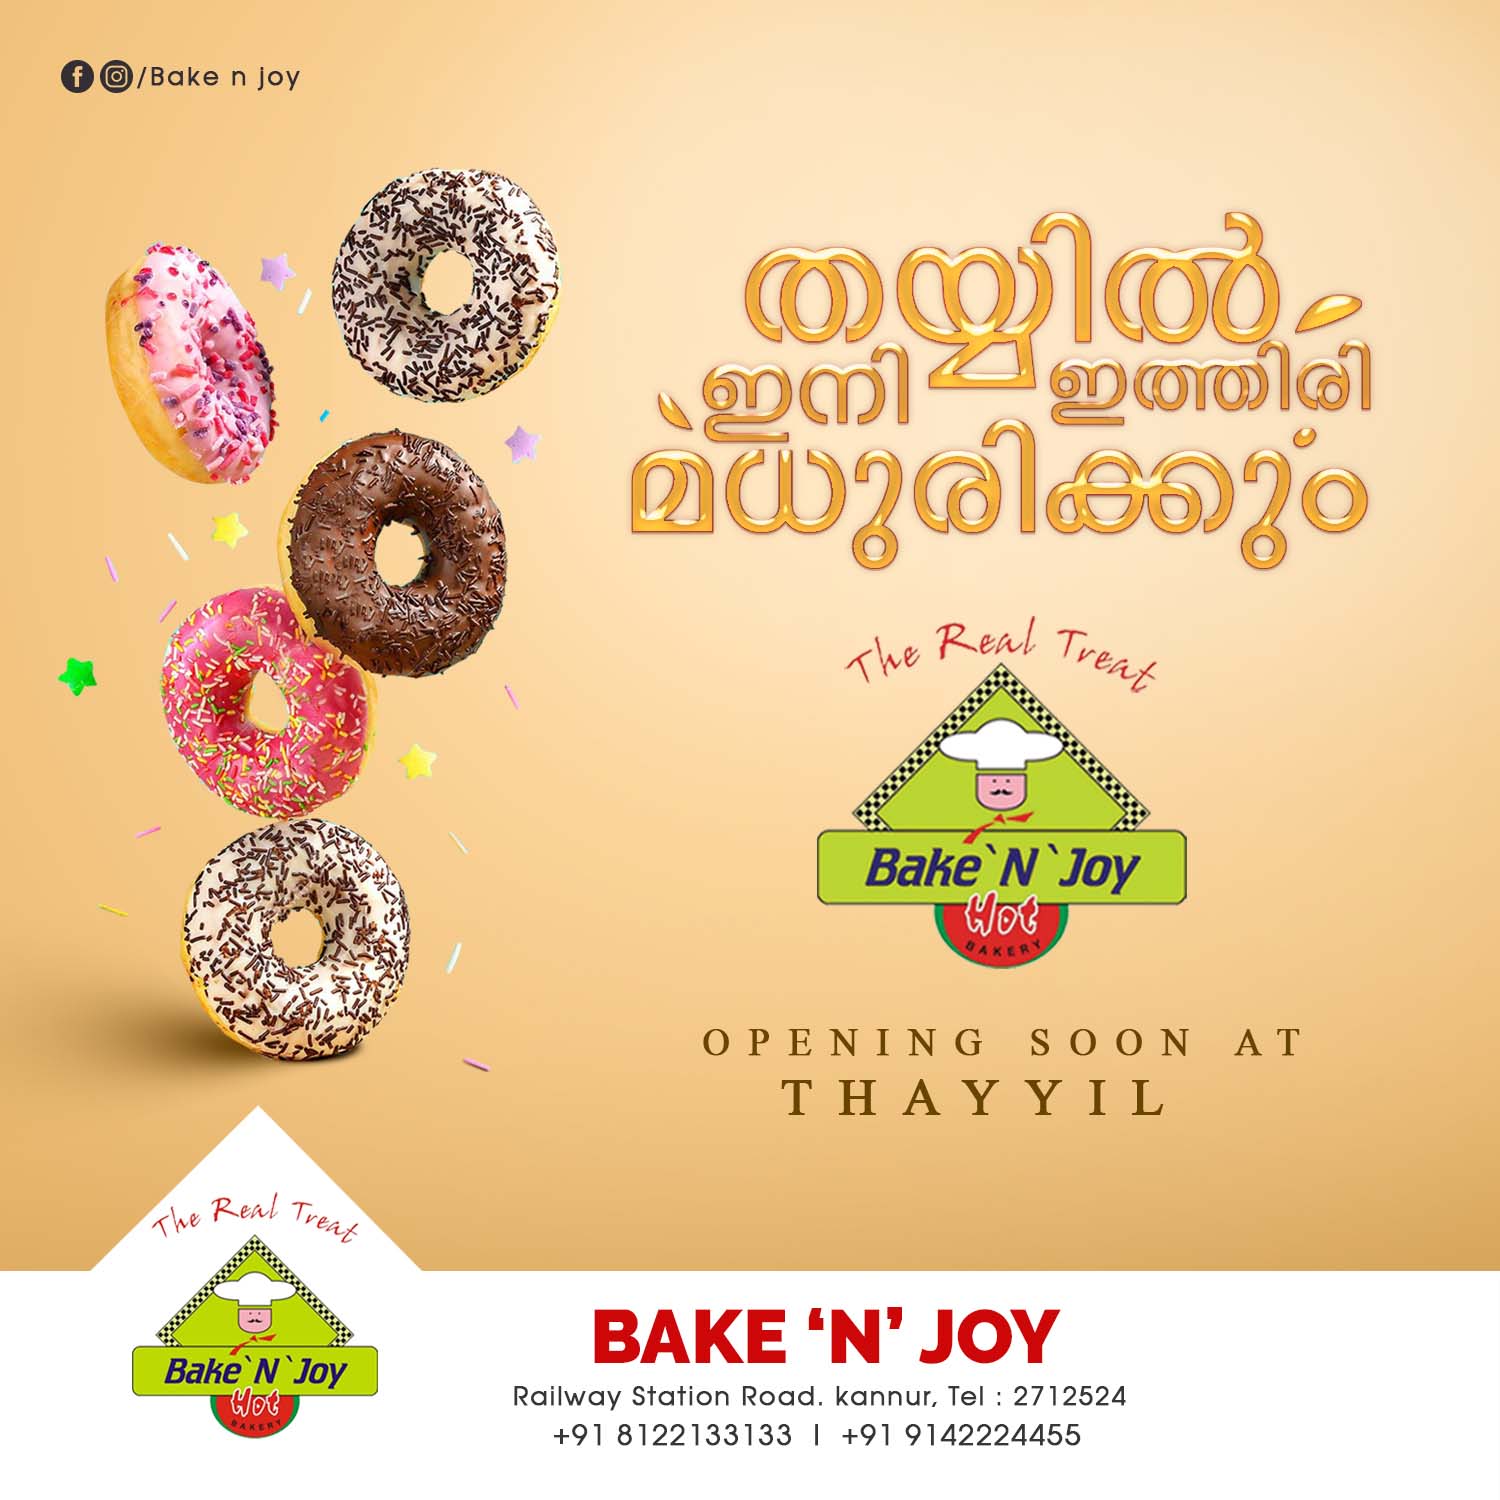 /Bake n joy
തയ്യിൽ
ഇനി ഇത്തിരി
മധുരിക്കും
The Real Treat
Bake`N`Joy
Hot
BAKERY
OPENING SOON AT
THAYYIL
The Real Treat
Bake`N`Joy
Hot
BAKERY
BAKE ‘N’ JOY
Railway Station Road. kannur, Tel : 2712524
+91 8122133133 | +91 9142224455